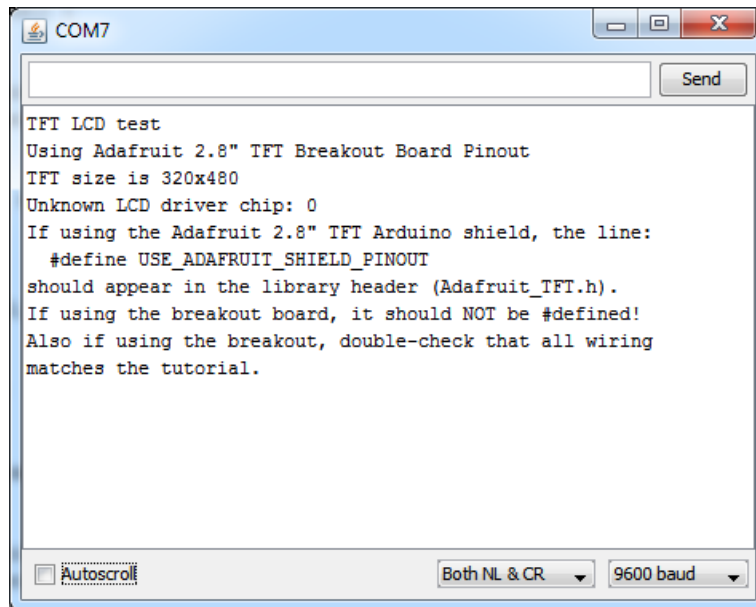 COM7
Send
TFT LCD test
Using Adafruit 2.8" TFT Breakout Board Pinout
TFT size is 320x480
Unknown LCD driver chip: 0
If using the Adafruit 2.8" TFT Arduino shield, the line:
  #define USE_ADAFRUIT_SHIELD_PINOUT
should appear in the library header (Adafruit_TFT.h).
If using the breakout board, it should NOT be #defined!
Also if using the breakout, double-check that all wiring
matches the tutorial.
Autoscroll Both NL & CR 9600 baud